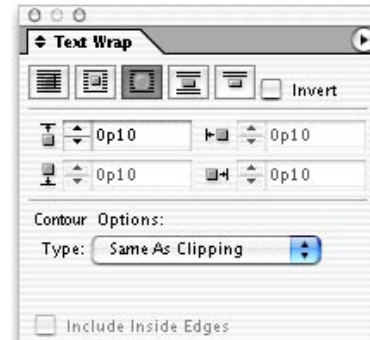 Text Wrap
Invert
0p10 0p10
0p10 0p10
Contour Options:
Type: Same As Clipping
Include Inside Edges